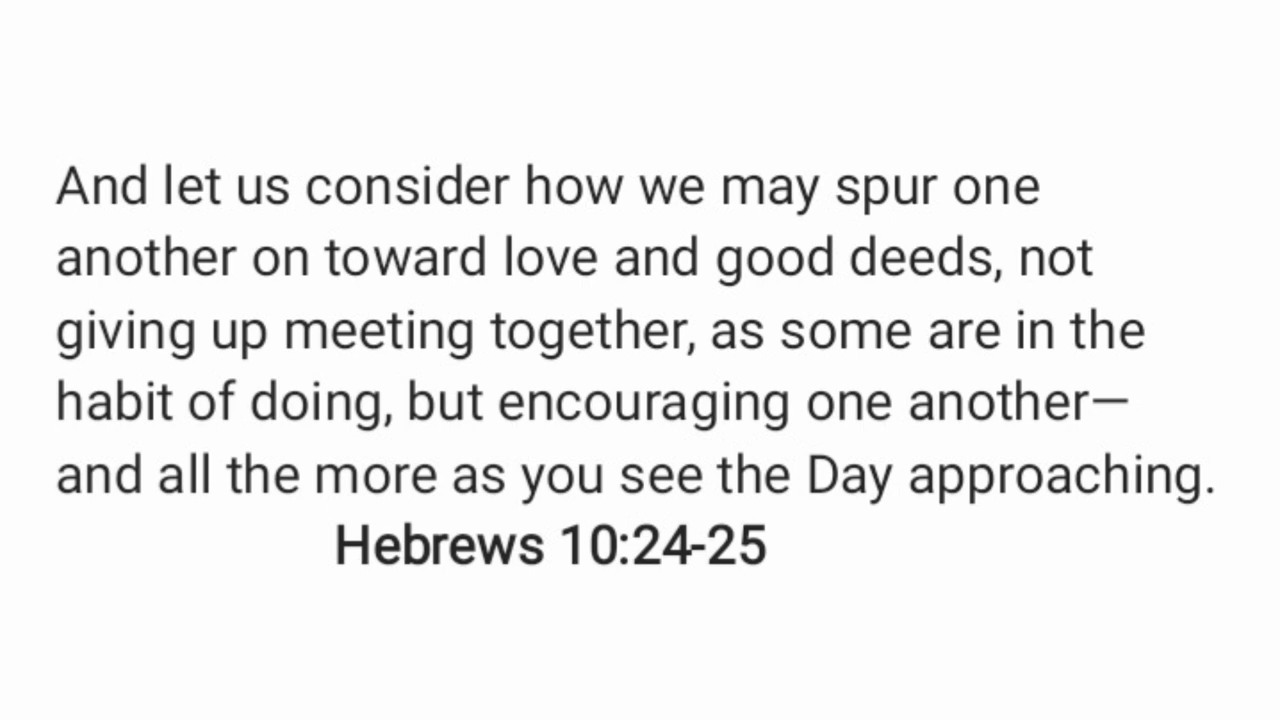 And let us consider how we may spur one
another on toward love and good deeds, not
giving up meeting together, as some are in the
habit of doing, but encouraging one another—
and all the more as you see the Day approaching.
Hebrews 10:24-25